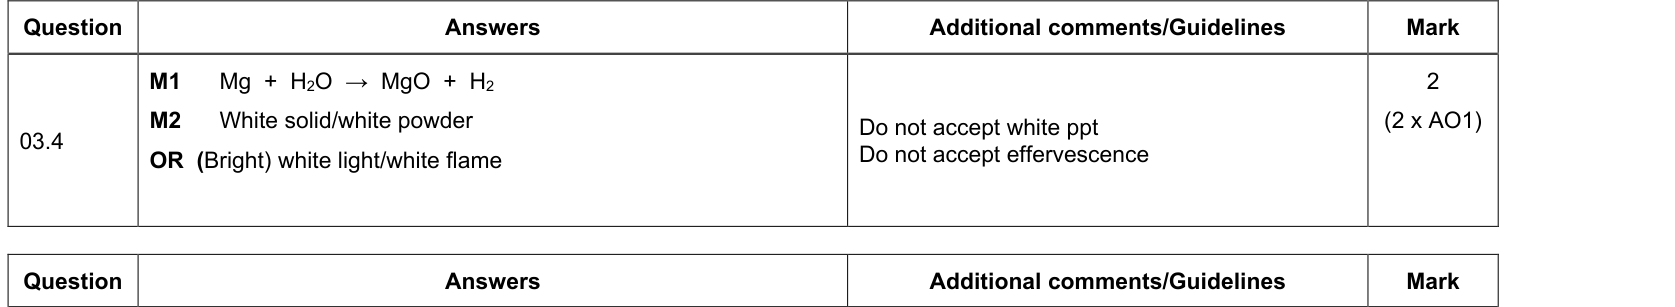 Question Answers Additional comments/Guidelines Mark
M1 Mg + H₂O → MgO + H₂ 2
M2 White solid/white powder (2 x AO1)
03.4 Do not accept white ppt
OR (Bright) white light/white flame Do not accept effervescence
Question Answers Additional comments/Guidelines Mark